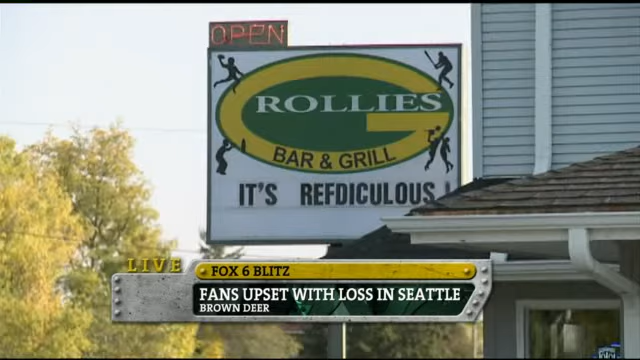 OPEN
ROLLIES
BAR & GRILL
IT'S REFDICULOUS!
LIVE
FOX 6 BLITZ
FANS UPSET WITH LOSS IN SEATTLE
BROWN DEER